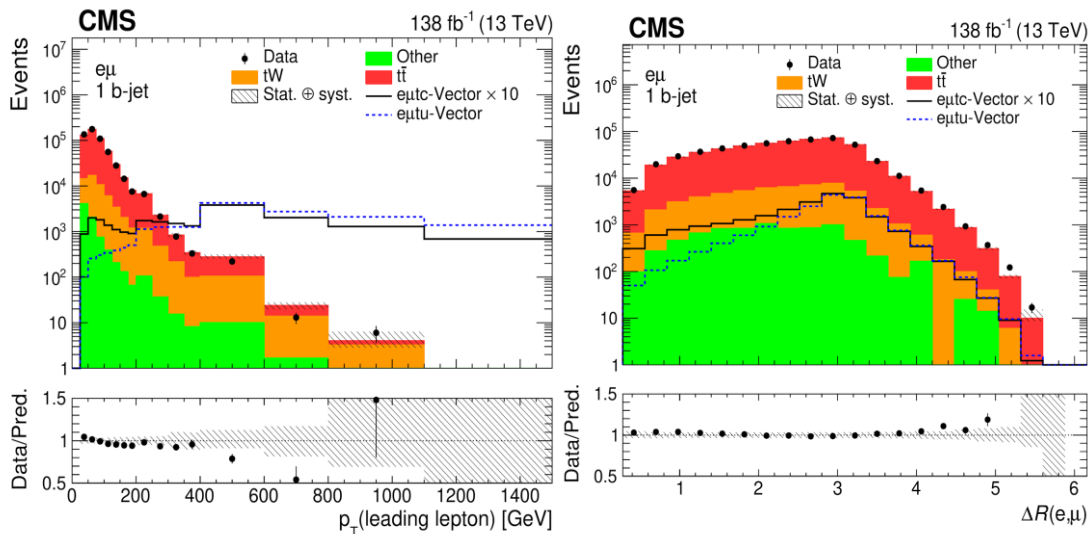 CMS 138 fb⁻¹ (13 TeV)
Events
10⁷
10⁶
10⁵
10⁴
10³
10²
10
1
eμ
1 b-jet
Data
Other
tW
tt̄
Stat. ⊕ syst.
eμtc-Vector × 10
eμtu-Vector
Data/Pred.
1.5
1
0.5
0 200 400 600 800 1000 1200 1400
p_T(leading lepton) [GeV]
CMS 138 fb⁻¹ (13 TeV)
Events
10⁷
10⁶
10⁵
10⁴
10³
10²
10
1
eμ
1 b-jet
Data
Other
tW
tt̄
Stat. ⊕ syst.
eμtc-Vector × 10
eμtu-Vector
Data/Pred.
1.5
1
0.5
1 2 3 4 5 6
ΔR(e,μ)